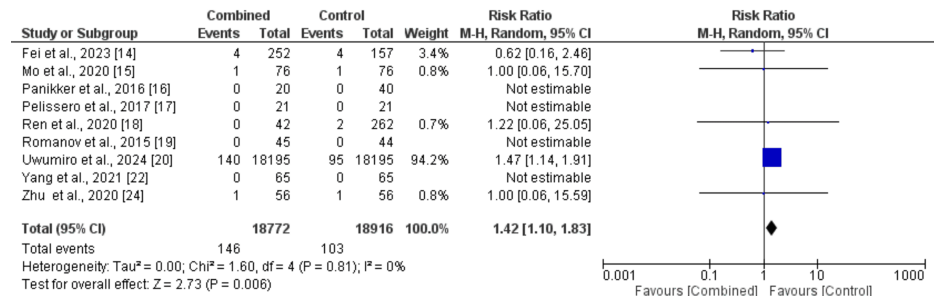 Combined Control Risk Ratio Risk Ratio
Study or Subgroup Events Total Events Total Weight M-H, Random, 95% CI M-H, Random, 95% CI
Fei et al., 2023 [14] 4 252 4 157 3.4% 0.62 [0.16, 2.46]
Mo et al., 2020 [15] 1 76 1 76 0.8% 1.00 [0.06, 15.70]
Panikker et al., 2016 [16] 0 20 0 40 Not estimable
Pelissero et al., 2017 [17] 0 21 0 21 Not estimable
Ren et al., 2020 [18] 0 42 2 262 0.7% 1.22 [0.06, 25.05]
Romanov et al., 2015 [19] 0 45 0 44 Not estimable
Uwumiro et al., 2024 [20] 140 18195 95 18195 94.2% 1.47 [1.14, 1.91]
Yang et al., 2021 [22] 0 65 0 65 Not estimable
Zhu et al., 2020 [24] 1 56 1 56 0.8% 1.00 [0.06, 15.59]
Total (95% CI) 18772 18916 100.0% 1.42 [1.10, 1.83]
Total events 146 103
Heterogeneity: Tau² = 0.00; Chi² = 1.60, df = 4 (P = 0.81); I² = 0%
Test for overall effect: Z = 2.73 (P = 0.006)
0.001 0.1 1 10 1000
Favours [Combined] Favours [Control]